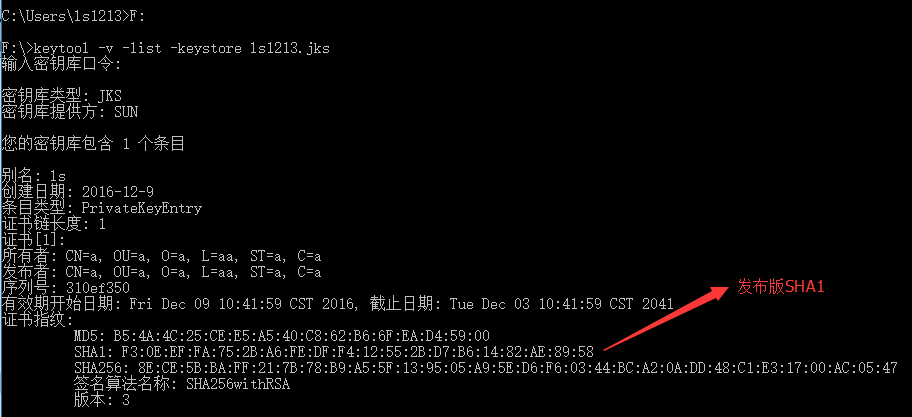 C:\Users\ls1213>F:
F:\>keytool -v -list -keystore ls1213.jks
输入密钥库口令:
密钥库类型: JKS
密钥库提供方: SUN
您的密钥库包含 1 个条目
别名: ls
创建日期: 2016-12-9
条目类型: PrivateKeyEntry
证书链长度: 1
证书[1]:
所有者: CN=a, OU=a, O=a, L=aa, ST=a, C=a
发布者: CN=a, OU=a, O=a, L=aa, ST=a, C=a
序列号: 310ef350
有效期开始日期: Fri Dec 09 10:41:59 CST 2016, 截止日期: Tue Dec 03 10:41:59 CST 2041
证书指纹:
MD5: B5:4A:4C:25:CE:E5:A5:40:C8:62:B6:6F:EA:D4:59:00
SHA1: F3:0E:EF:FA:75:2B:A6:FE:DF:F4:12:55:2B:D7:B6:14:82:AE:89:58
SHA256: 8E:CE:5B:BA:FF:21:7B:78:B9:A5:5F:13:95:05:A9:5E:D6:F6:03:44:BC:A2:0A:DD:48:C1:E3:17:00:AC:05:47
签名算法名称: SHA256withRSA
版本: 3
发布版SHA1